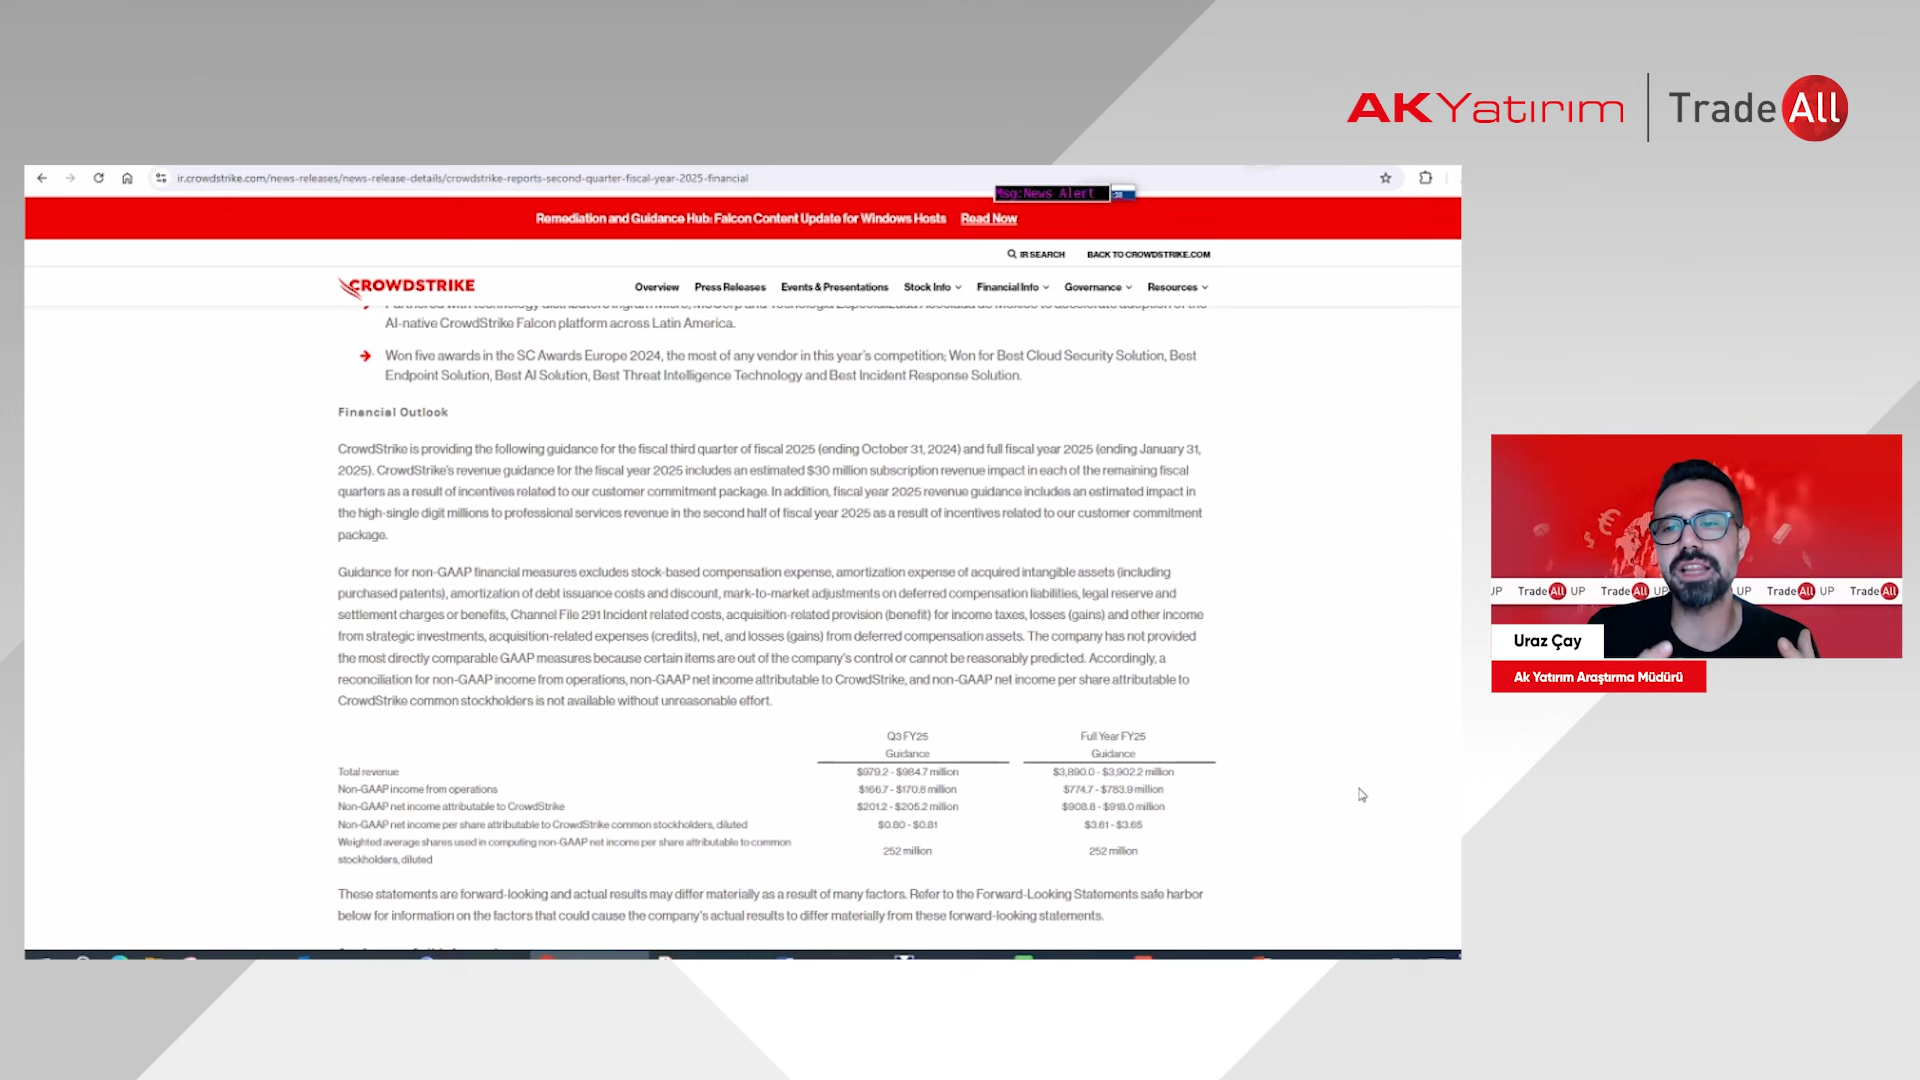 AKYatırım | TradeAll
ir.crowdstrike.com/news-releases/news-release-details/crowdstrike-reports-second-quarter-fiscal-year-2025-financial
Msg:News Alert
Remediation and Guidance Hub: Falcon Content Update for Windows Hosts Read Now
IR SEARCH BACK TO CROWDSTRIKE.COM
CROWDSTRIKE Overview Press Releases Events & Presentations Stock Info Financial Info Governance Resources
AI-native CrowdStrike Falcon platform across Latin America.
Won five awards in the SC Awards Europe 2024, the most of any vendor in this year's competition; Won for Best Cloud Security Solution, Best
Endpoint Solution, Best AI Solution, Best Threat Intelligence Technology and Best Incident Response Solution.
Financial Outlook
CrowdStrike is providing the following guidance for the fiscal third quarter of fiscal 2025 (ending October 31, 2024) and full fiscal year 2025 (ending January 31,
2025). CrowdStrike's revenue guidance for the fiscal year 2025 includes an estimated $30 million subscription revenue impact in each of the remaining fiscal
quarters as a result of incentives related to our customer commitment package. In addition, fiscal year 2025 revenue guidance includes an estimated impact in
the high-single digit millions to professional services revenue in the second half of fiscal year 2025 as a result of incentives related to our customer commitment
package.
Guidance for non-GAAP financial measures excludes stock-based compensation expense, amortization expense of acquired intangible assets (including
purchased patents), amortization of debt issuance costs and discount, mark-to-market adjustments on deferred compensation liabilities, legal reserve and
settlement charges or benefits, Channel File 291 Incident related costs, acquisition-related provision (benefit) for income taxes, losses (gains) and other income
from strategic investments, acquisition-related expenses (credits), net, and losses (gains) from deferred compensation assets. The company has not provided
the most directly comparable GAAP measures because certain items are out of the company's control or cannot be reasonably predicted. Accordingly, a
reconciliation for non-GAAP income from operations, non-GAAP net income attributable to CrowdStrike, and non-GAAP net income per share attributable to
CrowdStrike common stockholders is not available without unreasonable effort.
Q3 FY25 Full Year FY25
Guidance Guidance
Total revenue $979.2 - $984.7 million $3,890.0 - $3,902.2 million
Non-GAAP income from operations $166.7 - $170.8 million $774.7 - $783.9 million
Non-GAAP net income attributable to CrowdStrike $201.2 - $205.2 million $908.8 - $918.0 million
Non-GAAP net income per share attributable to CrowdStrike common stockholders, diluted $0.80 - $0.81 $3.61 - $3.65
Weighted average shares used in computing non-GAAP net income per share attributable to common
stockholders, diluted 252 million 252 million
These statements are forward-looking and actual results may differ materially as a result of many factors. Refer to the Forward-Looking Statements safe harbor
below for information on the factors that could cause the company's actual results to differ materially from these forward-looking statements.
UP TradeAll UP TradeAll UP UP TradeAll UP TradeAll
Uraz Çay
Ak Yatırım Araştırma Müdürü